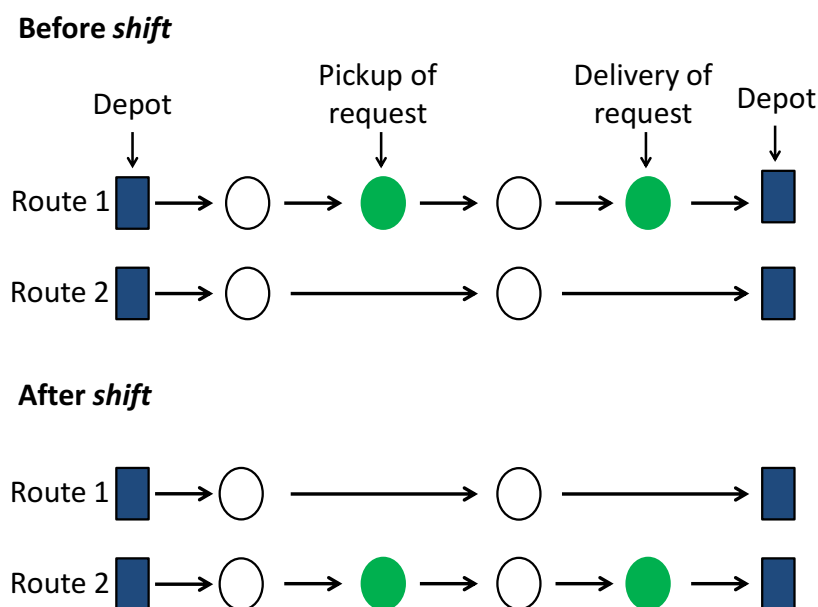 Before shift
Pickup of
request
Delivery of
request
Depot
Depot
Route 1
Route 2
After shift
Route 1
Route 2